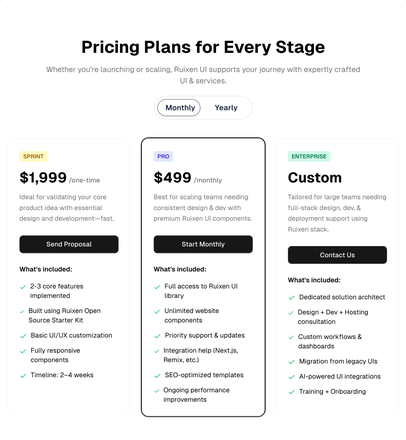 Pricing Plans for Every Stage
Whether you're launching or scaling, Ruixen UI supports your journey with expertly crafted
UI & services.
Monthly
Yearly
SPRINT
$1,999 /one-time
Ideal for validating your core
product idea with essential
design and development—fast.
Send Proposal
What's included:
2-3 core features
implemented
Built using Ruixen Open
Source Starter Kit
Basic UI/UX customization
Fully responsive
components
Timeline: 2–4 weeks
PRO
$499 /monthly
Best for scaling teams needing
consistent design & dev with
premium Ruixen UI components.
Start Monthly
What's included:
Full access to Ruixen UI
library
Unlimited website
components
Priority support & updates
Integration help (Next.js,
Remix, etc.)
SEO-optimized templates
Ongoing performance
improvements
ENTERPRISE
Custom
Tailored for large teams needing
full-stack design, dev, &
deployment support using
Ruixen stack.
Contact Us
What's included:
Dedicated solution architect
Design + Dev + Hosting
consultation
Custom workflows &
dashboards
Migration from legacy UIs
AI-powered UI integrations
Training + Onboarding